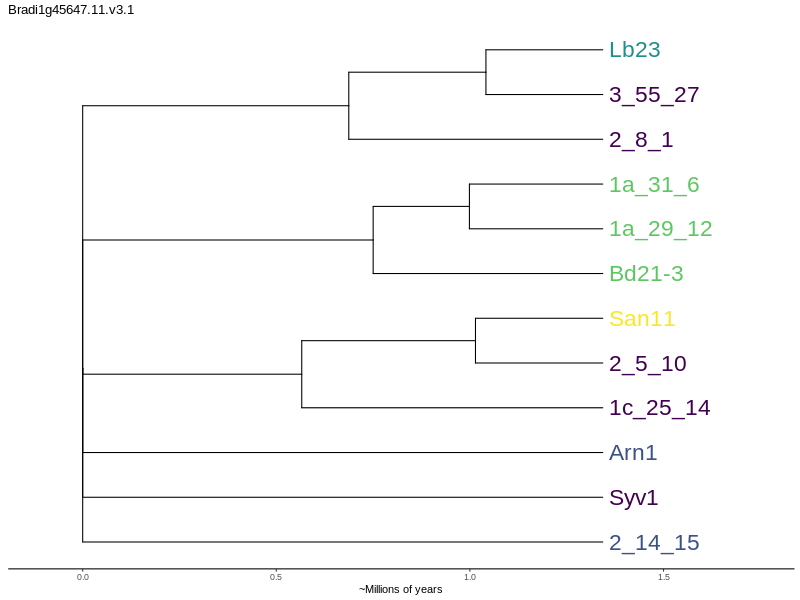 Bradi1g45647.11.v3.1
Lb23
3_55_27
2_8_1
1a_31_6
1a_29_12
Bd21-3
San11
2_5_10
1c_25_14
Arn1
Syv1
2_14_15
0.0 0.5 1.0 1.5
~Millions of years